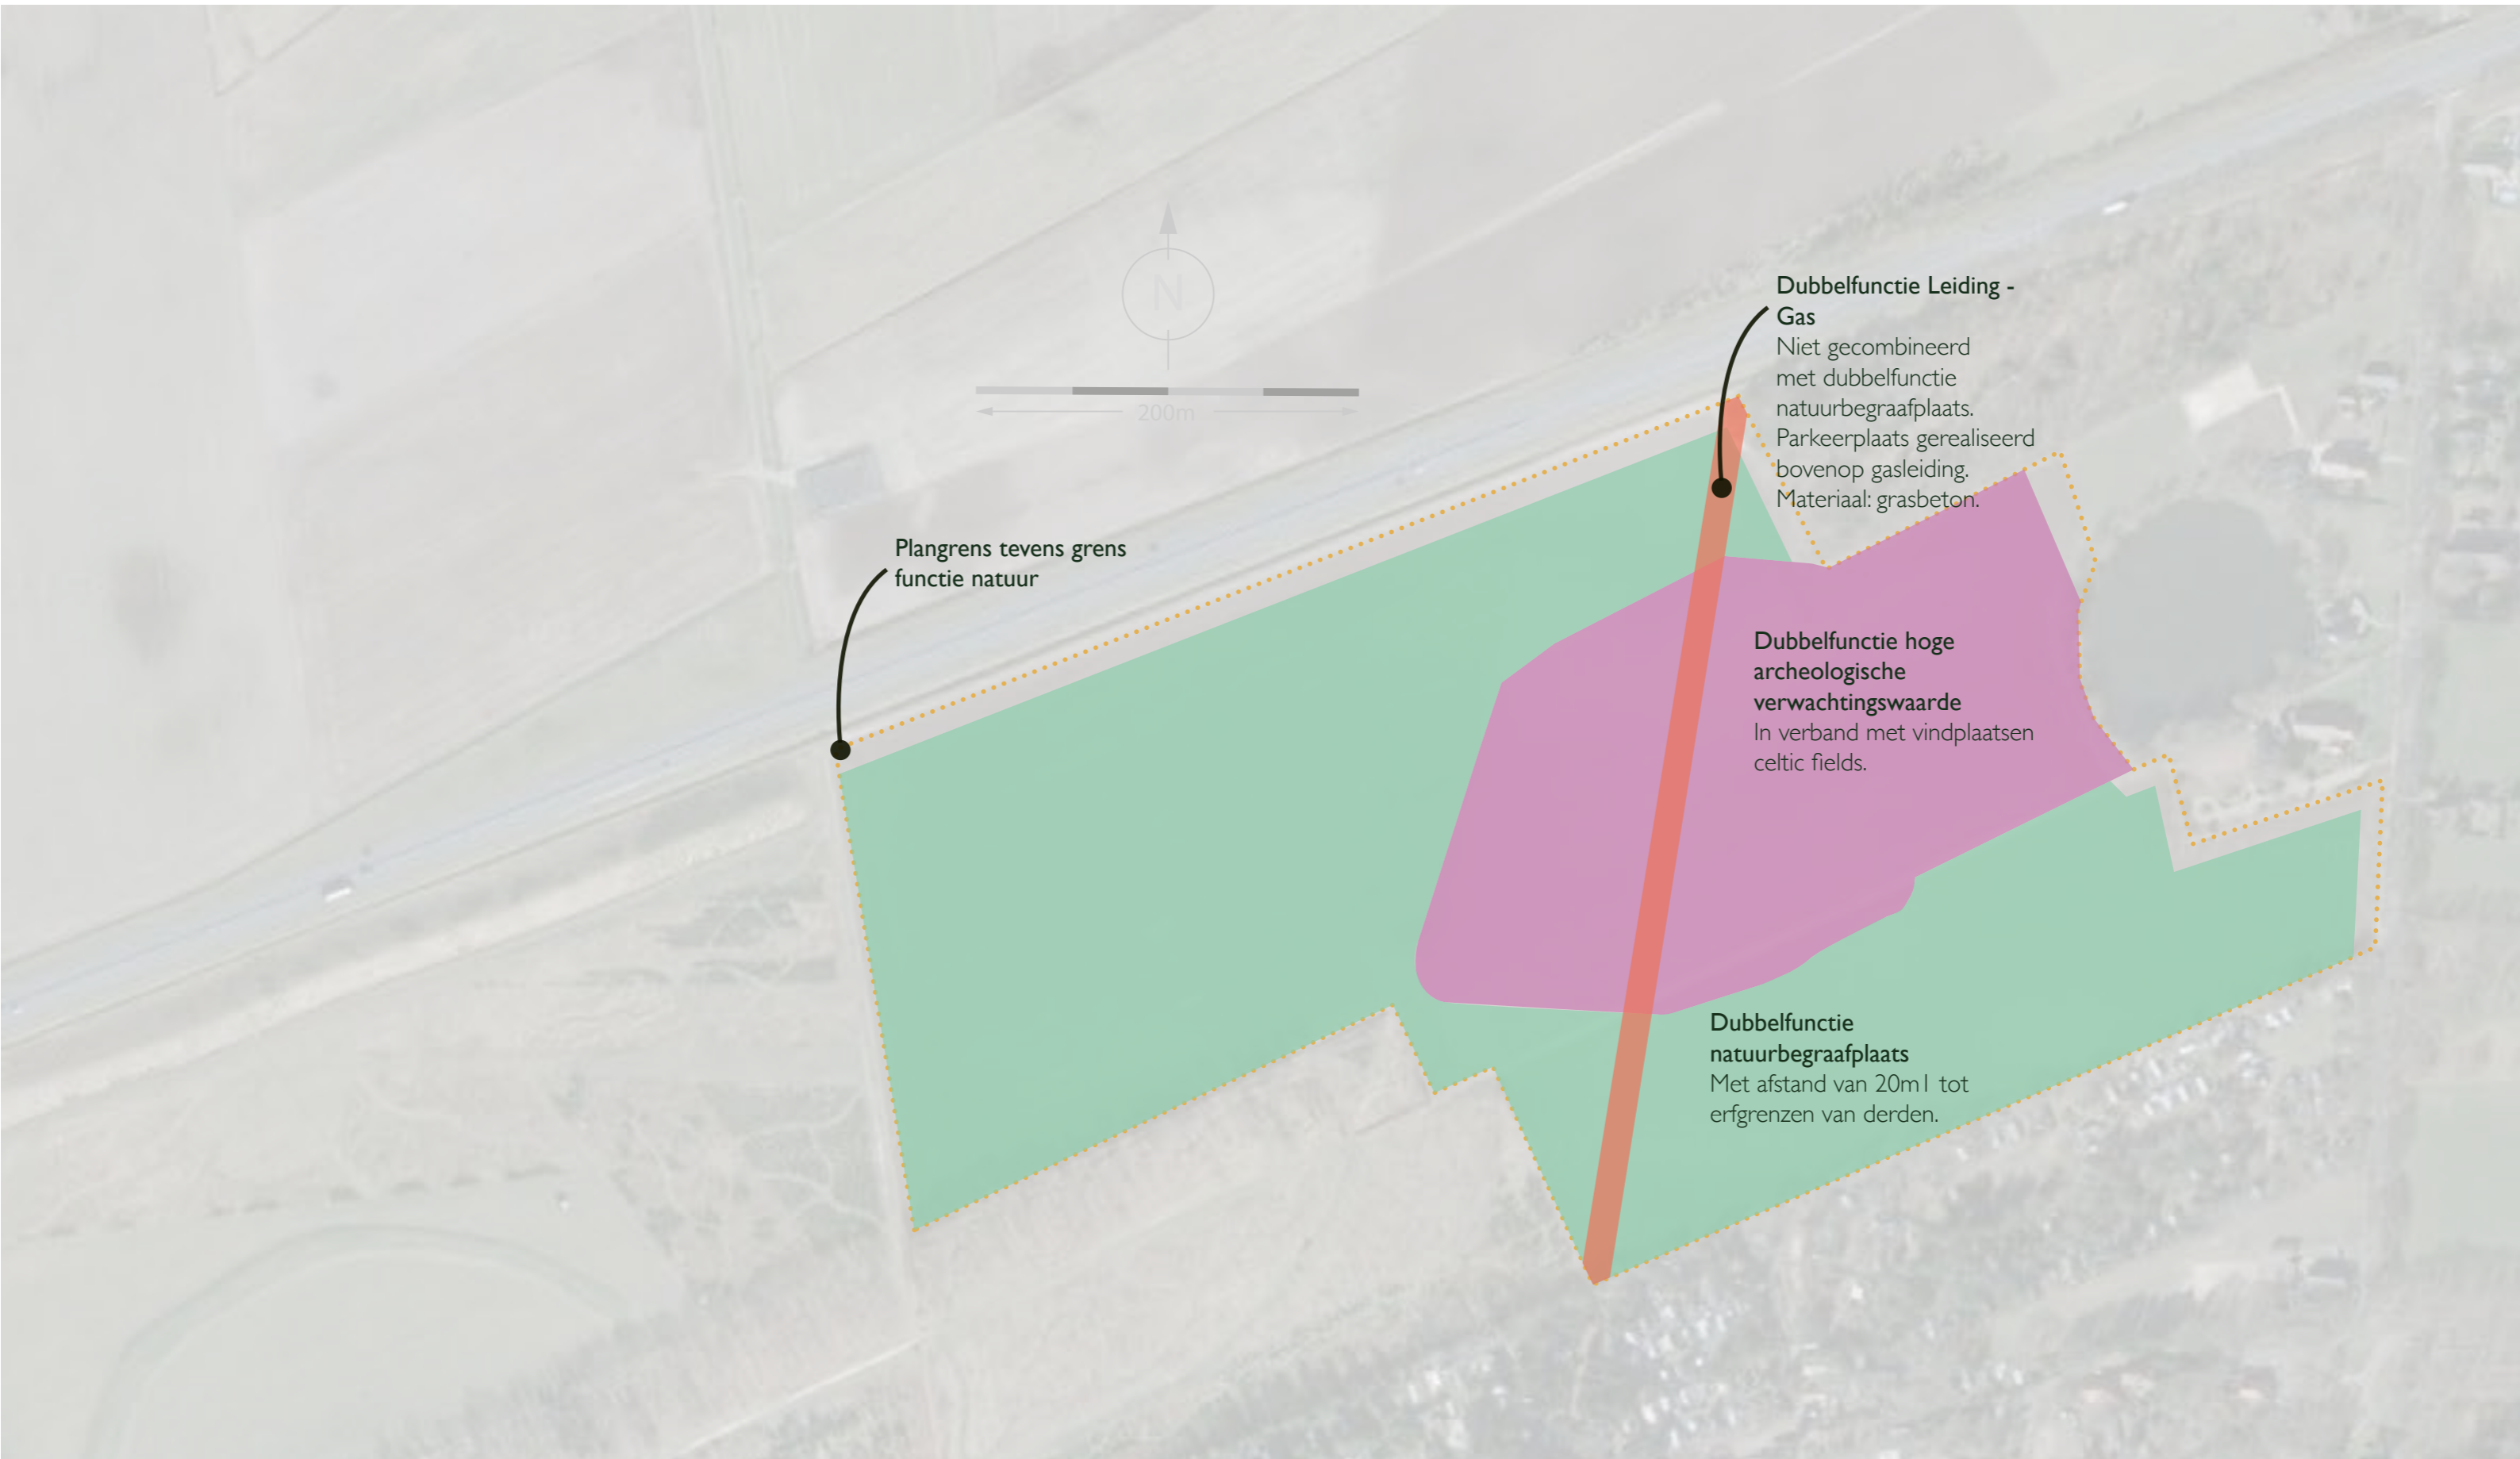 N
200m
Dubbelfunctie Leiding -
Gas
Niet gecombineerd
met dubbelfunctie
natuurbegraafplaats.
Parkeerplaats gerealiseerd
bovenop gasleiding.
Materiaal: grasbeton.
Plangrens tevens grens
functie natuur
Dubbelfunctie hoge
archeologische
verwachtingswaarde
In verband met vindplaatsen
celtic fields.
Dubbelfunctie
natuurbegraafplaats
Met afstand van 20m1 tot
erfgrenzen van derden.